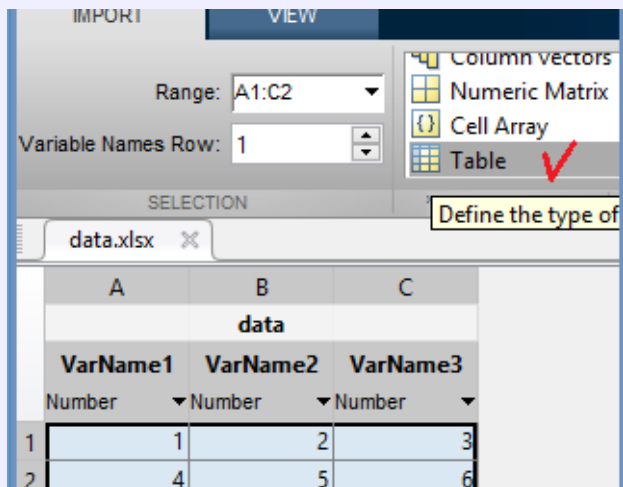 IMPORT VIEW
Column vectors
Range: A1:C2 Numeric Matrix
{} Cell Array
Variable Names Row: 1
Table
SELECTION
Define the type of
data.xlsx
A B C
data
VarName1 VarName2 VarName3
Number Number Number
1 1 2 3
2 4 5 6